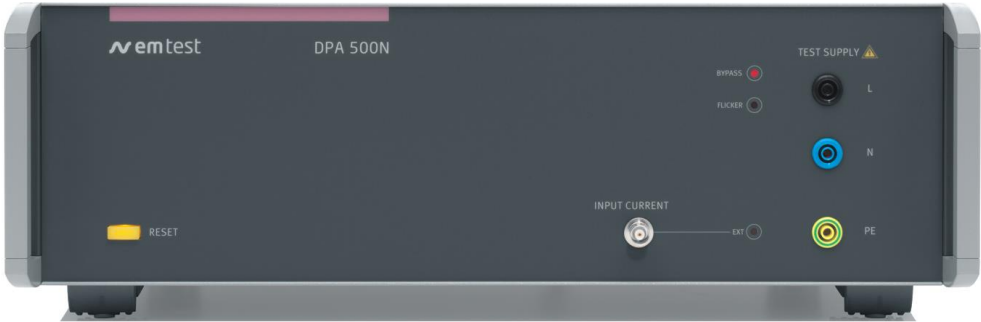 emtest
DPA 500N
TEST SUPPLY
BYPASS
L
FLICKER
N
INPUT CURRENT
RESET
EXT
PE